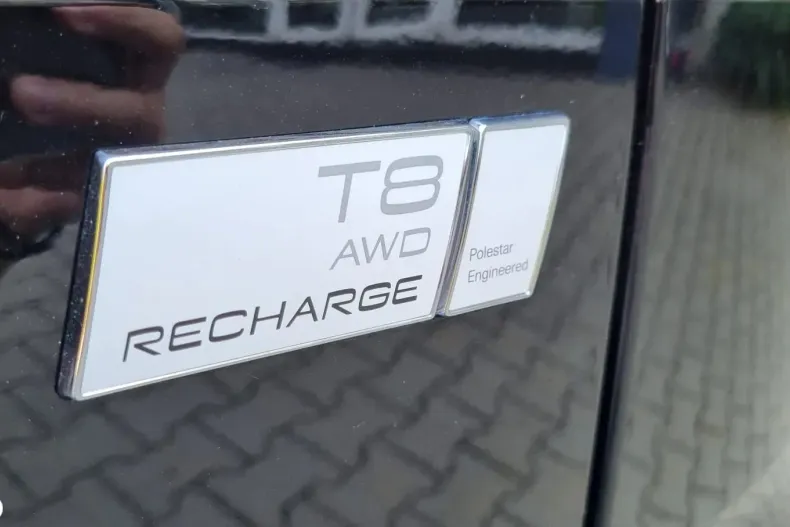 T8
AWD
RECHARGE
Polestar
Engineered